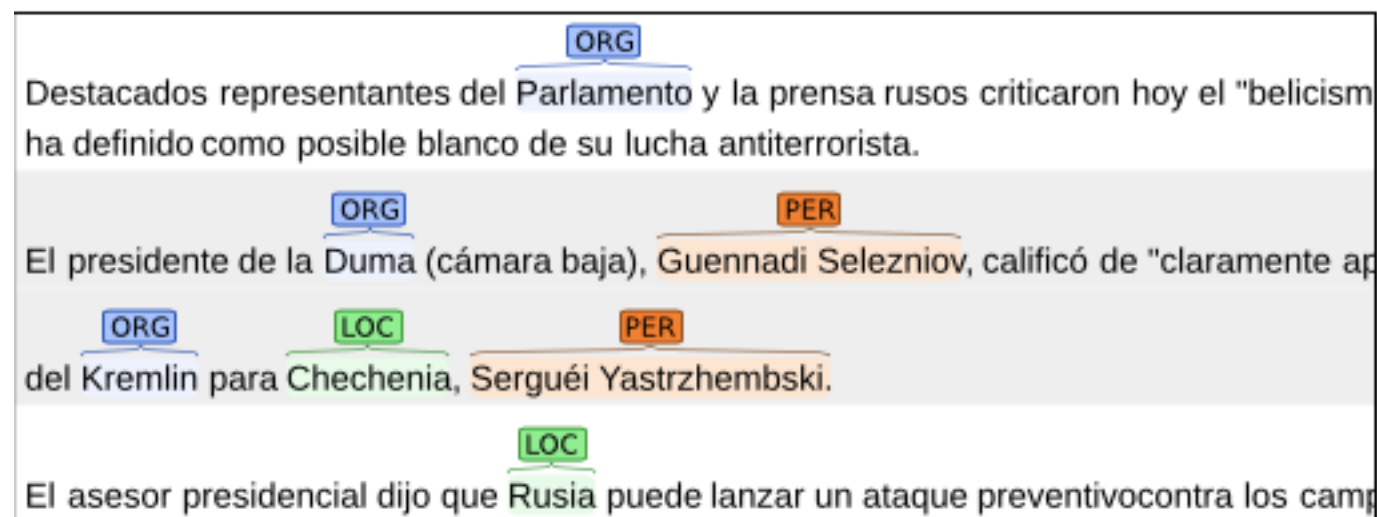 ORG
Destacados representantes del Parlamento y la prensa rusos criticaron hoy el "belicism
ha definido como posible blanco de su lucha antiterrorista.
ORG PER
El presidente de la Duma (cámara baja), Guennadi Selezniov, calificó de "claramente ap
ORG LOC PER
del Kremlin para Chechenia, Serguéi Yastrzhembski.
LOC
El asesor presidencial dijo que Rusia puede lanzar un ataque preventivocontra los camp